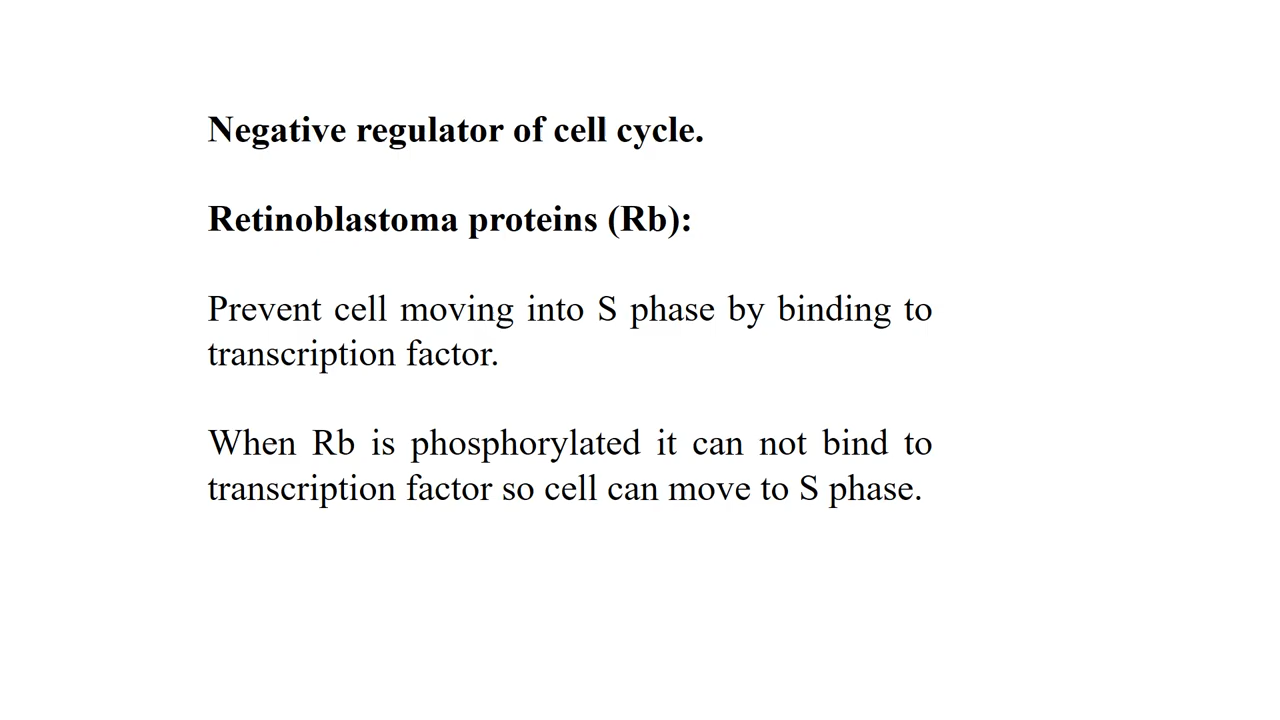 Negative regulator of cell cycle.
Retinoblastoma proteins (Rb):
Prevent cell moving into S phase by binding to
transcription factor.
When Rb is phosphorylated it can not bind to
transcription factor so cell can move to S phase.